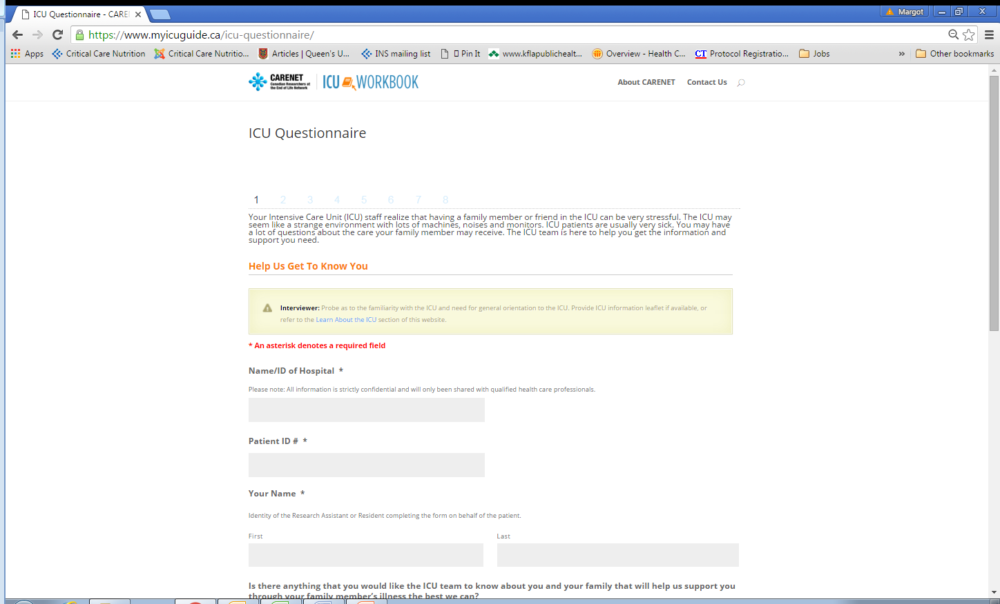 ICU Questionnaire - CARE
Margot
https://www.myicuguide.ca/icu-questionnaire/
Apps Critical Care Nutrition Critical Care Nutritio... Articles | Queen's U... INS mailing list Pin It www.kflapublichealt... Overview - Health C... CT Protocol Registratio... Jobs » Other bookmarks
CARENET
Canadian Researchers at
the End of Life Network
ICU WORKBOOK
About CARENET Contact Us
ICU Questionnaire
1 2 3 4 5 6 7 8
Your Intensive Care Unit (ICU) staff realize that having a family member or friend in the ICU can be very stressful. The ICU may
seem like a strange environment with lots of machines, noises and monitors. ICU patients are usually very sick. You may have
a lot of questions about the care your family member may receive. The ICU team is here to help you get the information and
support you need.
Help Us Get To Know You
Interviewer: Probe as to the familiarity with the ICU and need for general orientation to the ICU. Provide ICU information leaflet if available, or
refer to the Learn About the ICU section of this website.
* An asterisk denotes a required field
Name/ID of Hospital *
Please note: All information is strictly confidential and will only been shared with qualified health care professionals.
Patient ID # *
Your Name *
Identity of the Research Assistant or Resident completing the form on behalf of the patient.
First Last
Is there anything that you would like the ICU team to know about you and your family that will help us support you
through your family member's illness the best we can?